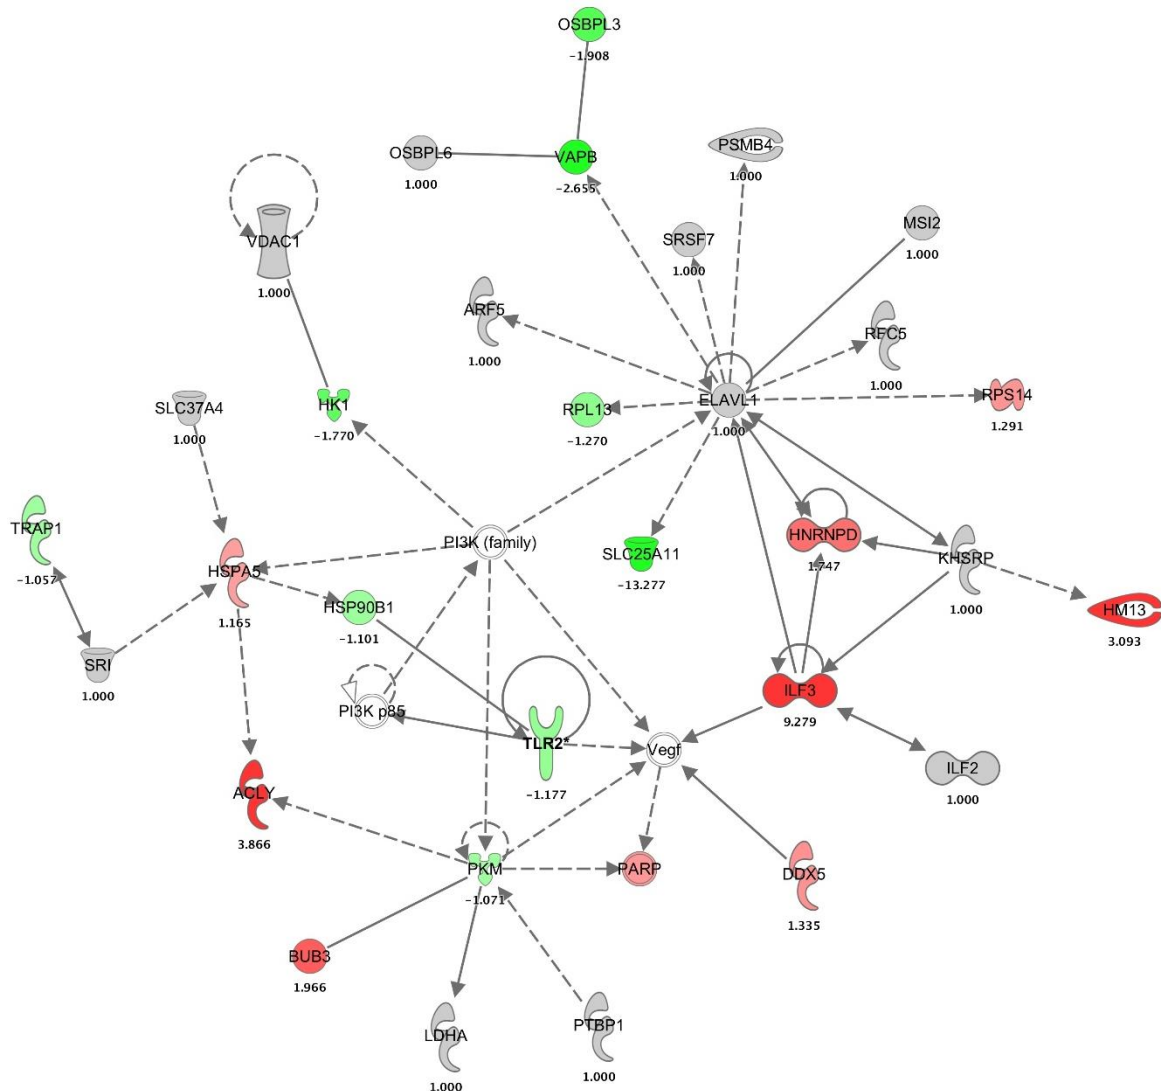 OSBPL3
-1.908
OSBPL6
1.000
VAPB
-2.655
PSMB4
1.000
MSI2
1.000
SRSF7
1.000
VDAC1
1.000
ARF5
1.000
RFC5
1.000
SLC37A4
1.000
HK1
-1.770
RPL13
-1.270
ELAVL1
1.000
RPS14
1.291
TRAP1
-1.057
HSPA5
1.165
PI3K (family)
SLC25A11
-13.277
HNRNPD
1.747
KHSRP
1.000
HSP90B1
-1.101
HM13
3.093
SRI
1.000
PI3K p85
TLR2*
-1.177
Vegf
ILF3
9.279
ILF2
1.000
ACLY
3.866
PKM
-1.071
PARP
DDX5
1.335
BUB3
1.966
LDHA
1.000
PTBP1
1.000